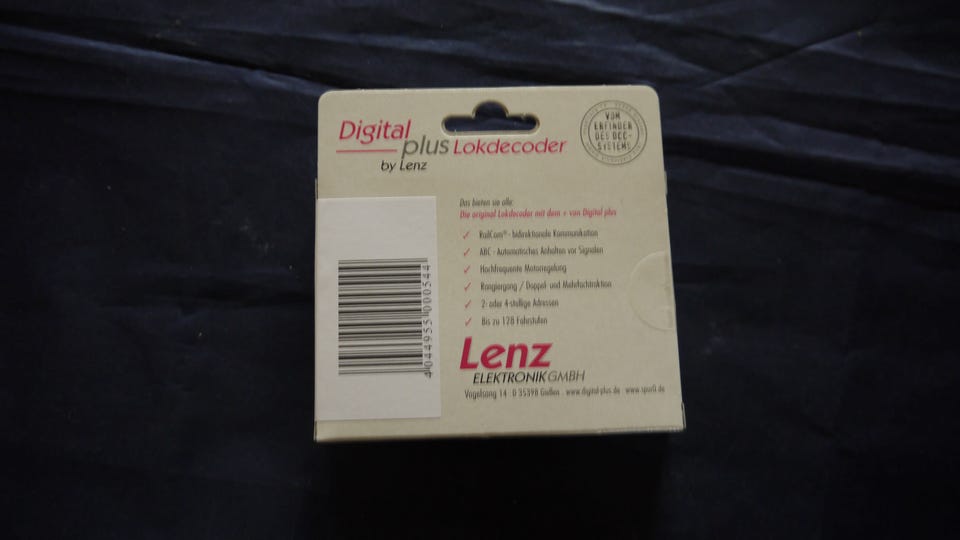 Digital
plus Lokdecoder
by Lenz
VOM
ERFINDER
DES DCC-
SYSTEMS
Das bieten sie alle:
Die original Lokdecoder mit dem + von Digital plus
✓ RailCom® - bidirektionale Kommunikation
✓ ABC - Automatisches Anhalten vor Signalen
✓ Hochfrequente Motorregelung
✓ Rangiergang / Doppel- und Mehrfachtraktion
✓ 2- oder 4-stellige Adressen
✓ Bis zu 128 Fahrstufen
4044955000544
Lenz
ELEKTRONIK GMBH
Vogelsang 14 · D 35398 Gießen · www.digital-plus.de · www.spur0.de